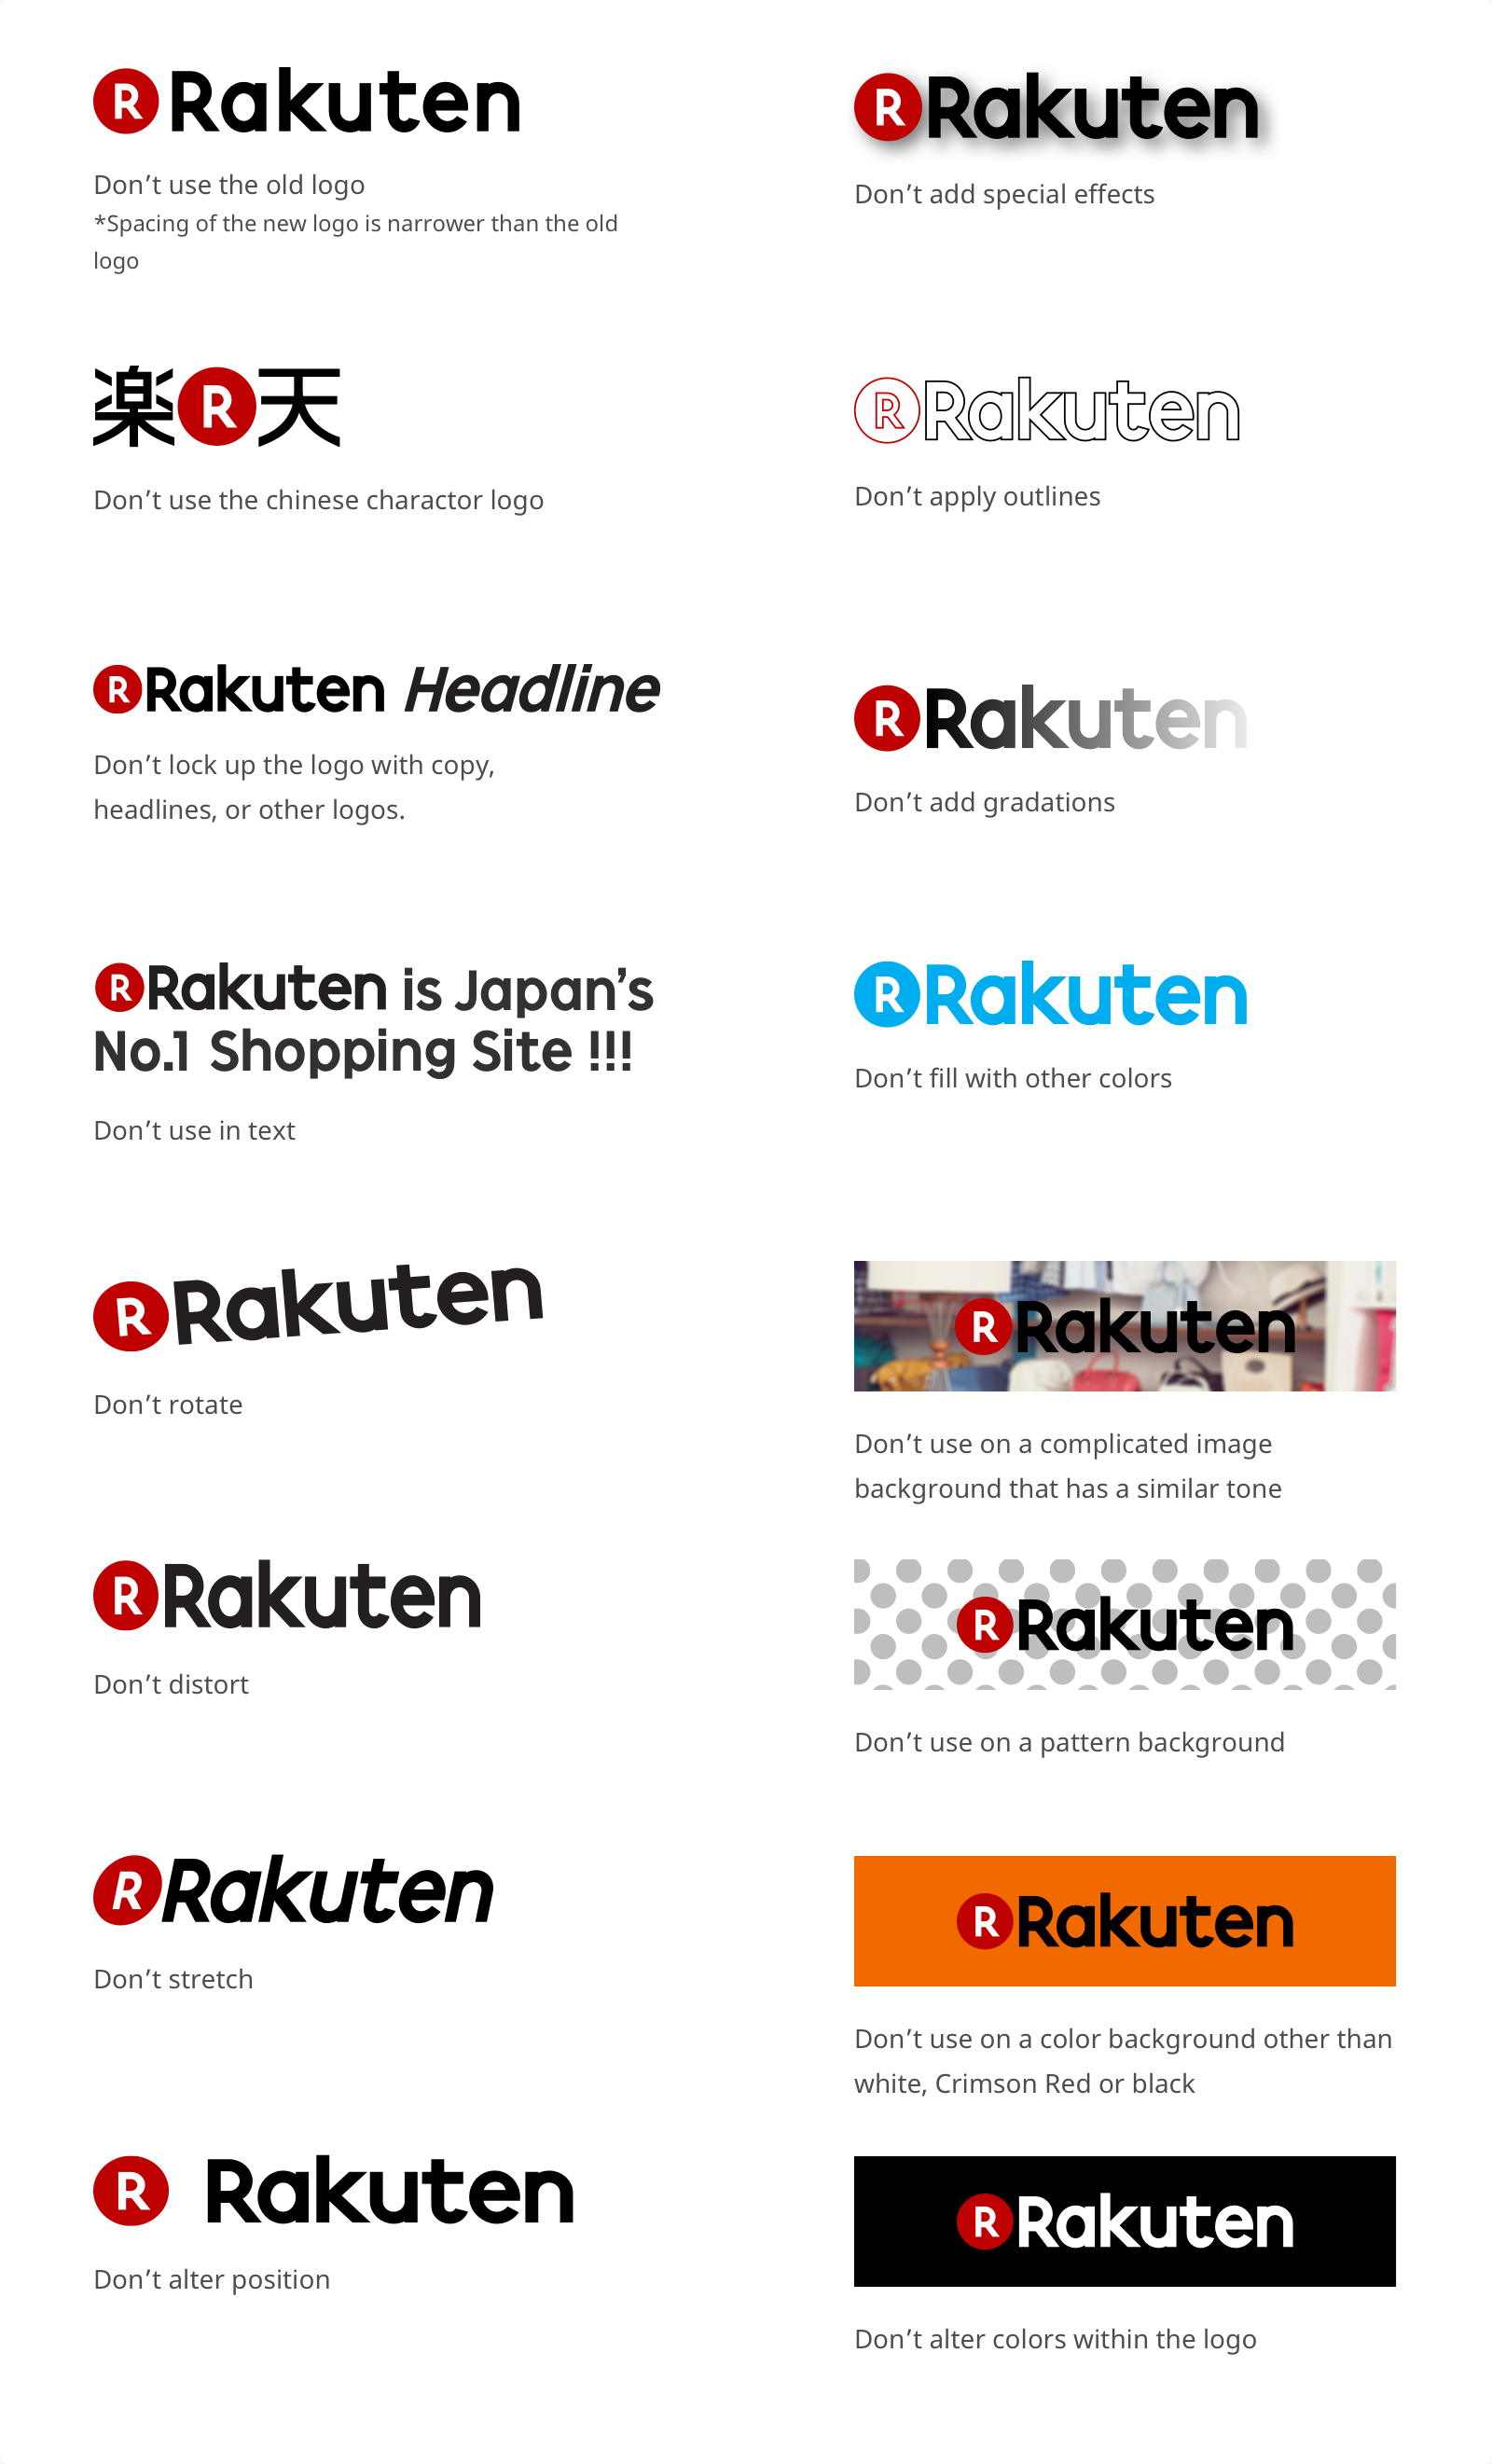 R Rakuten
Don’t use the old logo
*Spacing of the new logo is narrower than the old
logo
楽R天
Don’t use the chinese charactor logo
R Rakuten Headline
Don’t lock up the logo with copy,
headlines, or other logos.
R Rakuten is Japan’s
No.1 Shopping Site !!!
Don’t use in text
R Rakuten
Don’t rotate
R Rakuten
Don’t distort
R Rakuten
Don’t stretch
R Rakuten
Don’t alter position
R Rakuten
Don’t add special effects
R Rakuten
Don’t apply outlines
R Rakuten
Don’t add gradations
R Rakuten
Don’t fill with other colors
R Rakuten
Don’t use on a complicated image
background that has a similar tone
R Rakuten
Don’t use on a pattern background
R Rakuten
Don’t use on a color background other than
white, Crimson Red or black
R Rakuten
Don’t alter colors within the logo